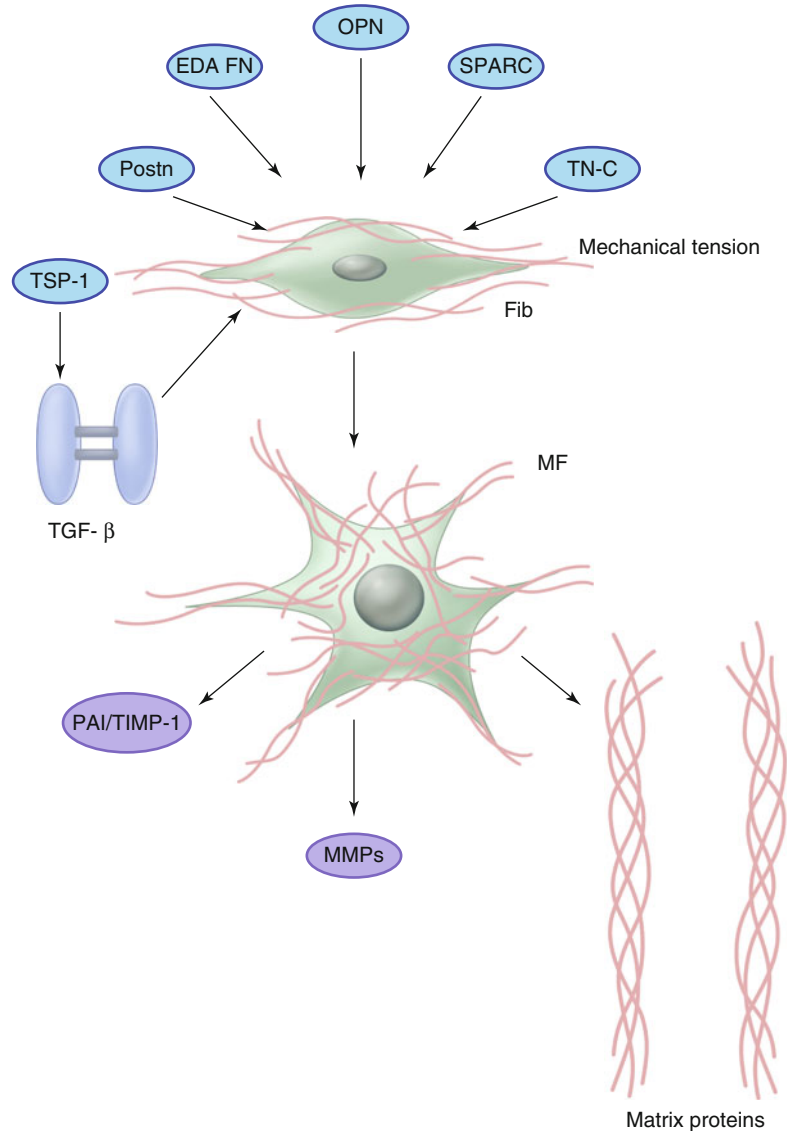 OPN
EDA FN
SPARC
Postn
TN-C
Mechanical tension
TSP-1
Fib
MF
TGF- β
PAI/TIMP-1
MMPs
Matrix proteins